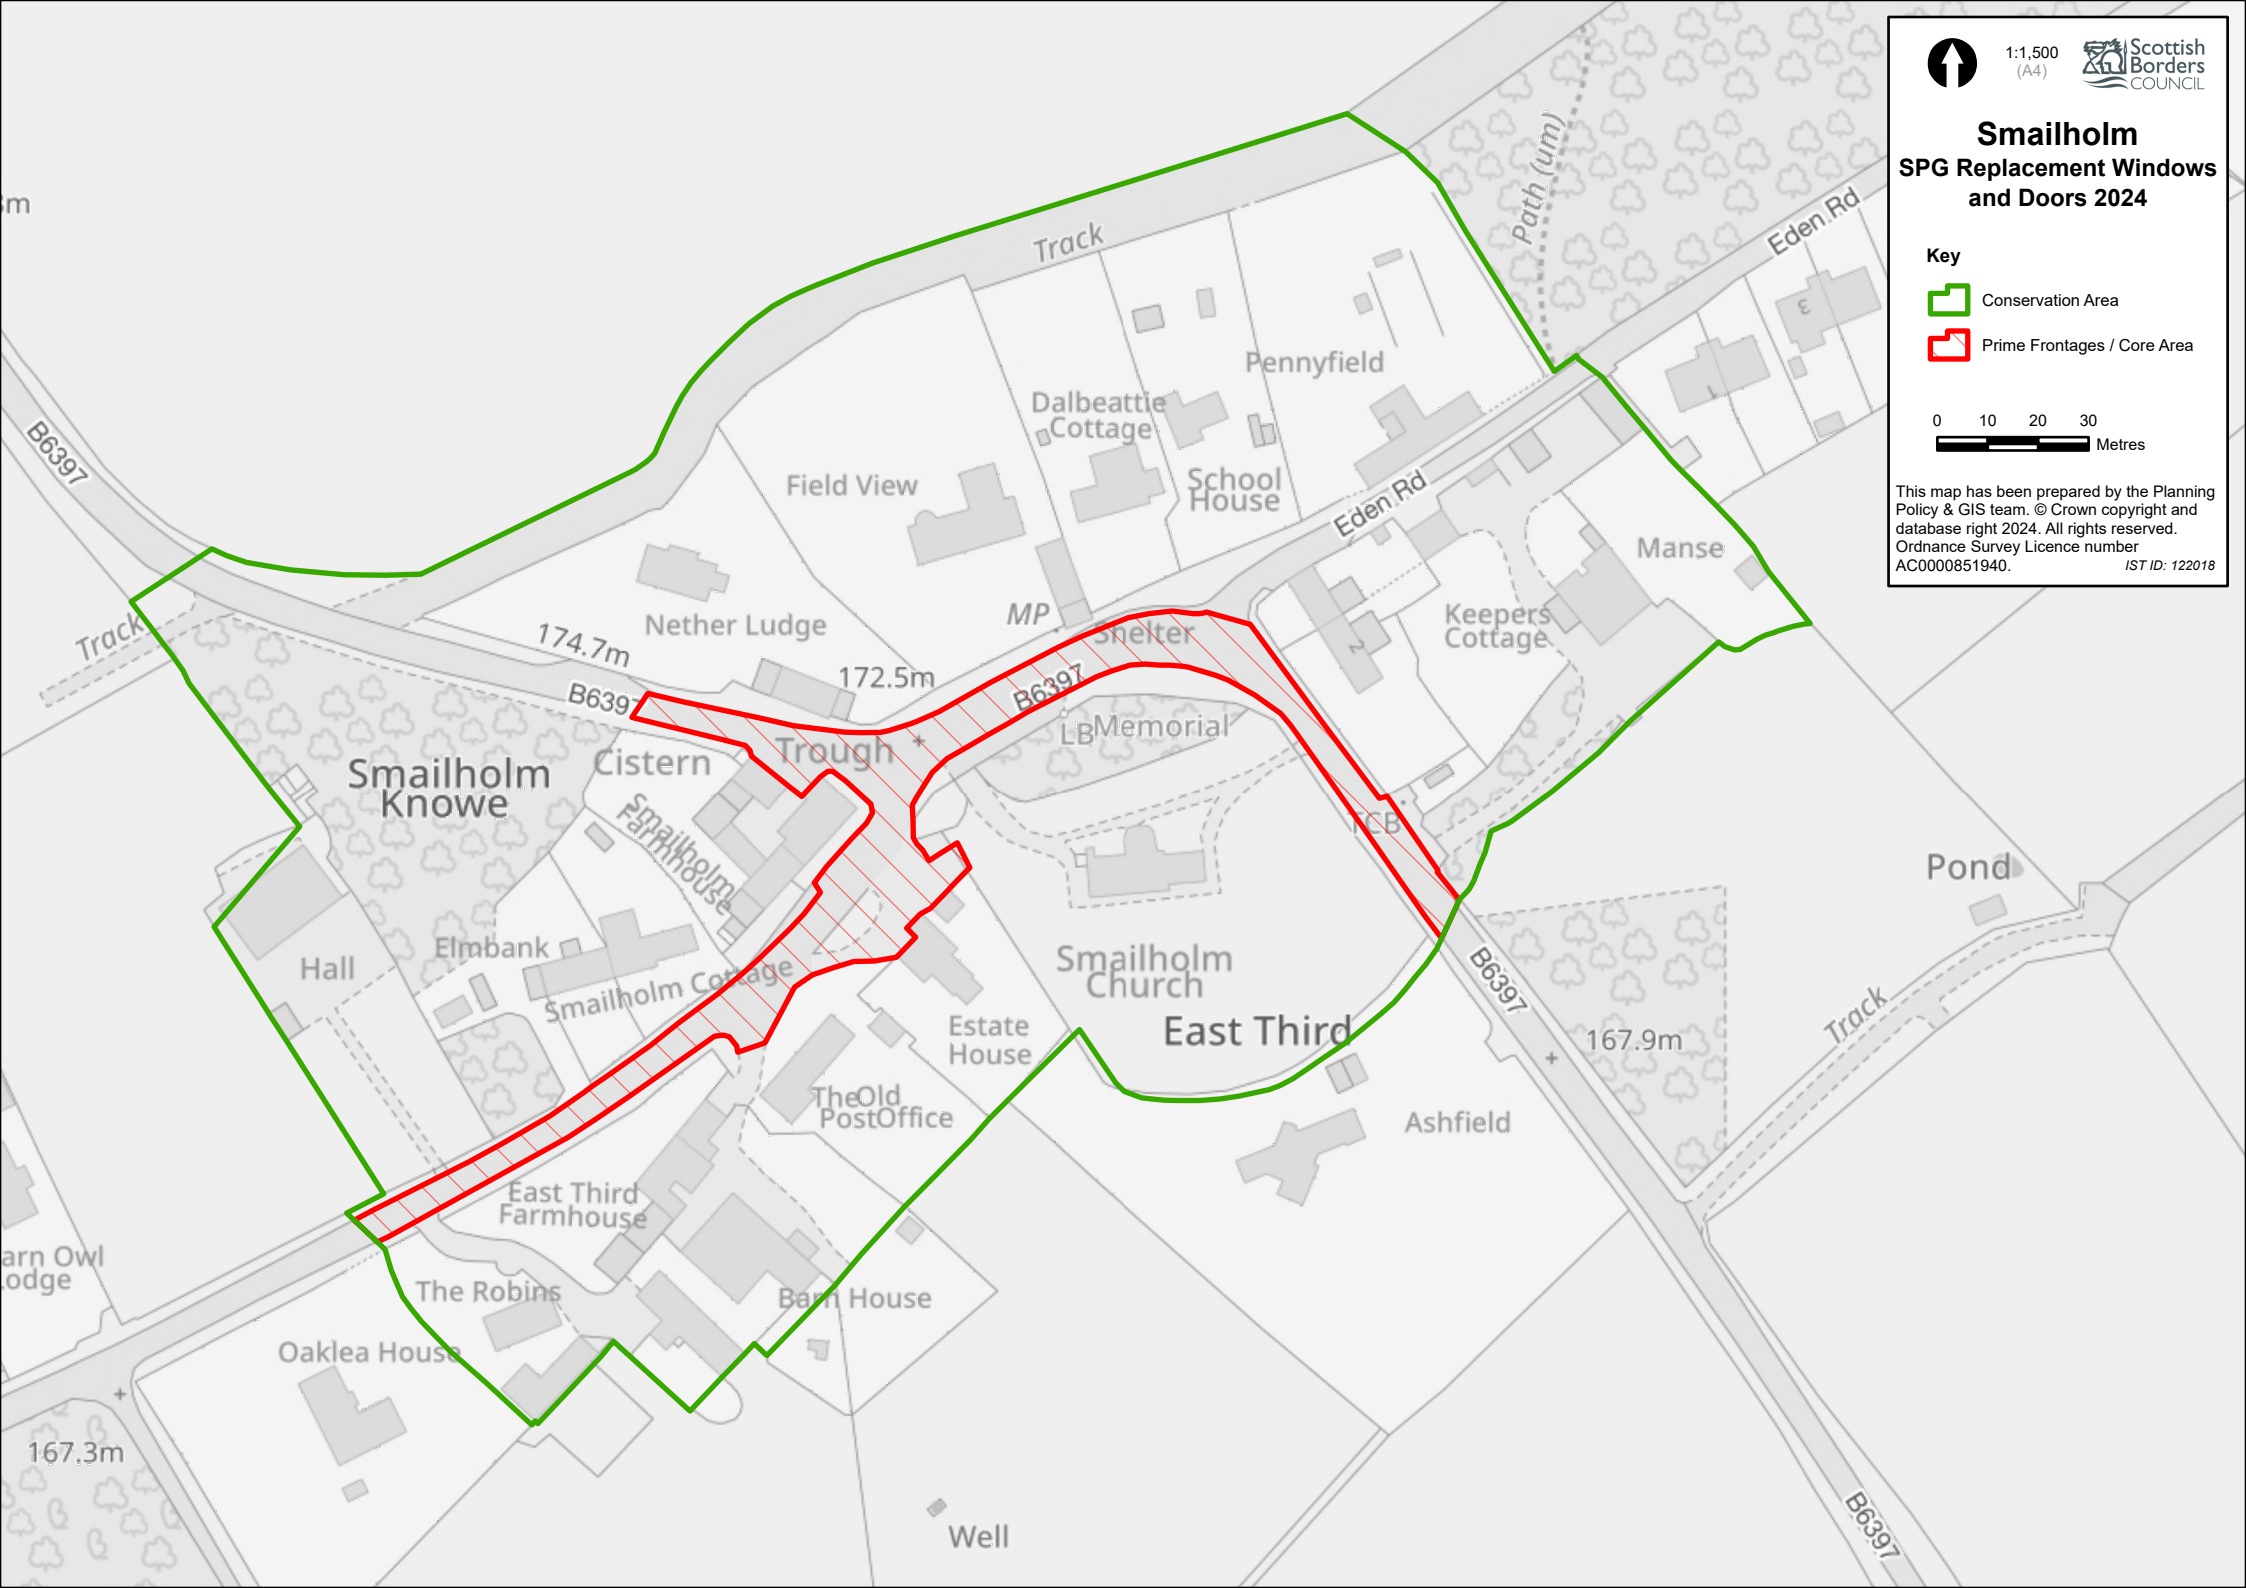 1:1,500
(A4)
Scottish
Borders
COUNCIL
Smailholm
SPG Replacement Windows
and Doors 2024
Key
Conservation Area
Prime Frontages / Core Area
0 10 20 30
Metres
This map has been prepared by the Planning
Policy & GIS team. © Crown copyright and
database right 2024. All rights reserved.
Ordnance Survey Licence number
AC0000851940.
IST ID: 122018
Path (um)
Eden Rd
3
1
Track
Pennyfield
Dalbeattie
Cottage
School
House
Field View
Eden Rd
B6397
Manse
Track
174.7m
Nether Ludge
MP
Shelter
Keepers
Cottage
2
172.5m
B6397
B6397
LB
Memorial
Trough
Cistern
Smailholm
Knowe
Smailholm
Farmhouse
TCB
Pond
Elmbank
Hall
Smailholm Cottage
Smailholm
Church
East Third
B6397
167.9m
Track
Estate
House
The Old
Post Office
Ashfield
East Third
Farmhouse
arn Owl
odge
The Robins
Barn House
Oaklea House
167.3m
Well
B6397